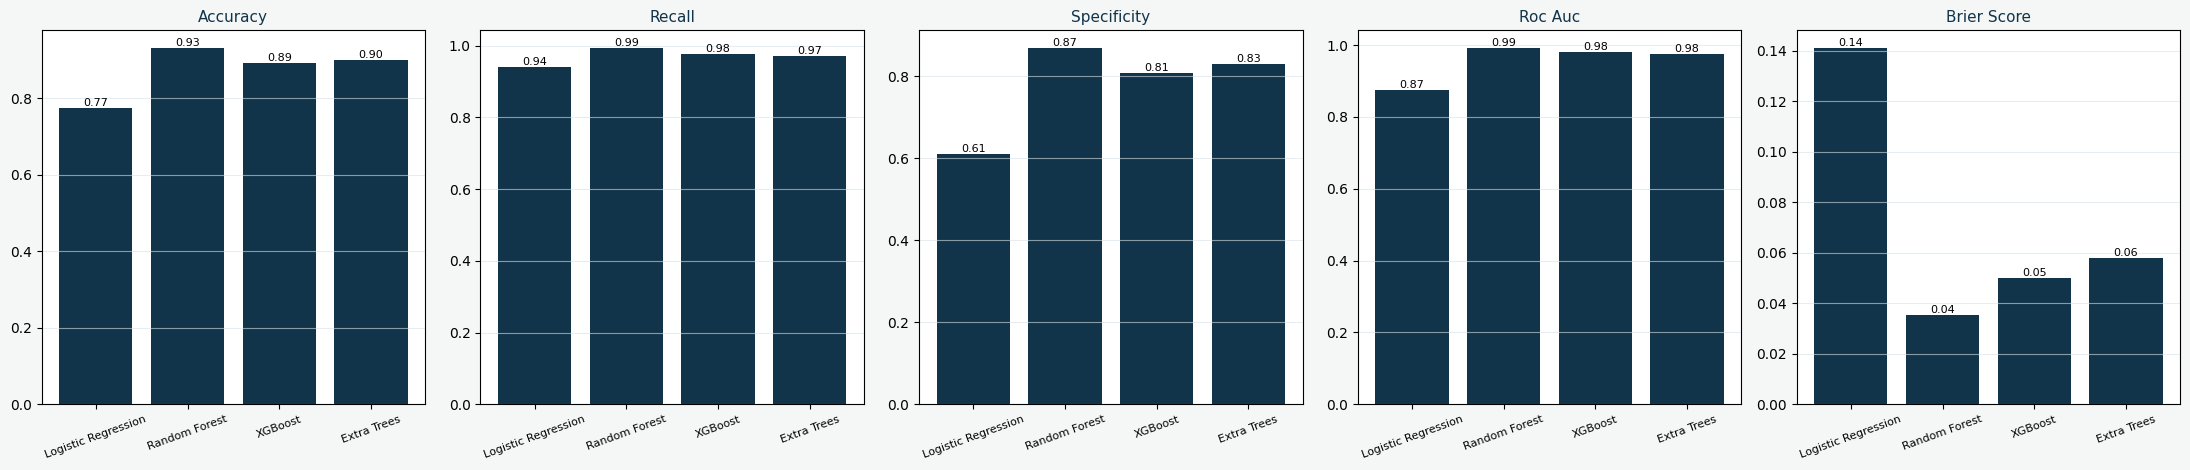 Accuracy
0.8
0.6
0.4
0.2
0.0
0.77
0.93
0.89
0.90
Logistic Regression
Random Forest
XGBoost
Extra Trees
Recall
1.0
0.8
0.6
0.4
0.2
0.0
0.94
0.99
0.98
0.97
Logistic Regression
Random Forest
XGBoost
Extra Trees
Specificity
0.8
0.6
0.4
0.2
0.0
0.61
0.87
0.81
0.83
Logistic Regression
Random Forest
XGBoost
Extra Trees
Roc Auc
1.0
0.8
0.6
0.4
0.2
0.0
0.87
0.99
0.98
0.98
Logistic Regression
Random Forest
XGBoost
Extra Trees
Brier Score
0.14
0.12
0.10
0.08
0.06
0.04
0.02
0.00
0.14
0.04
0.05
0.06
Logistic Regression
Random Forest
XGBoost
Extra Trees